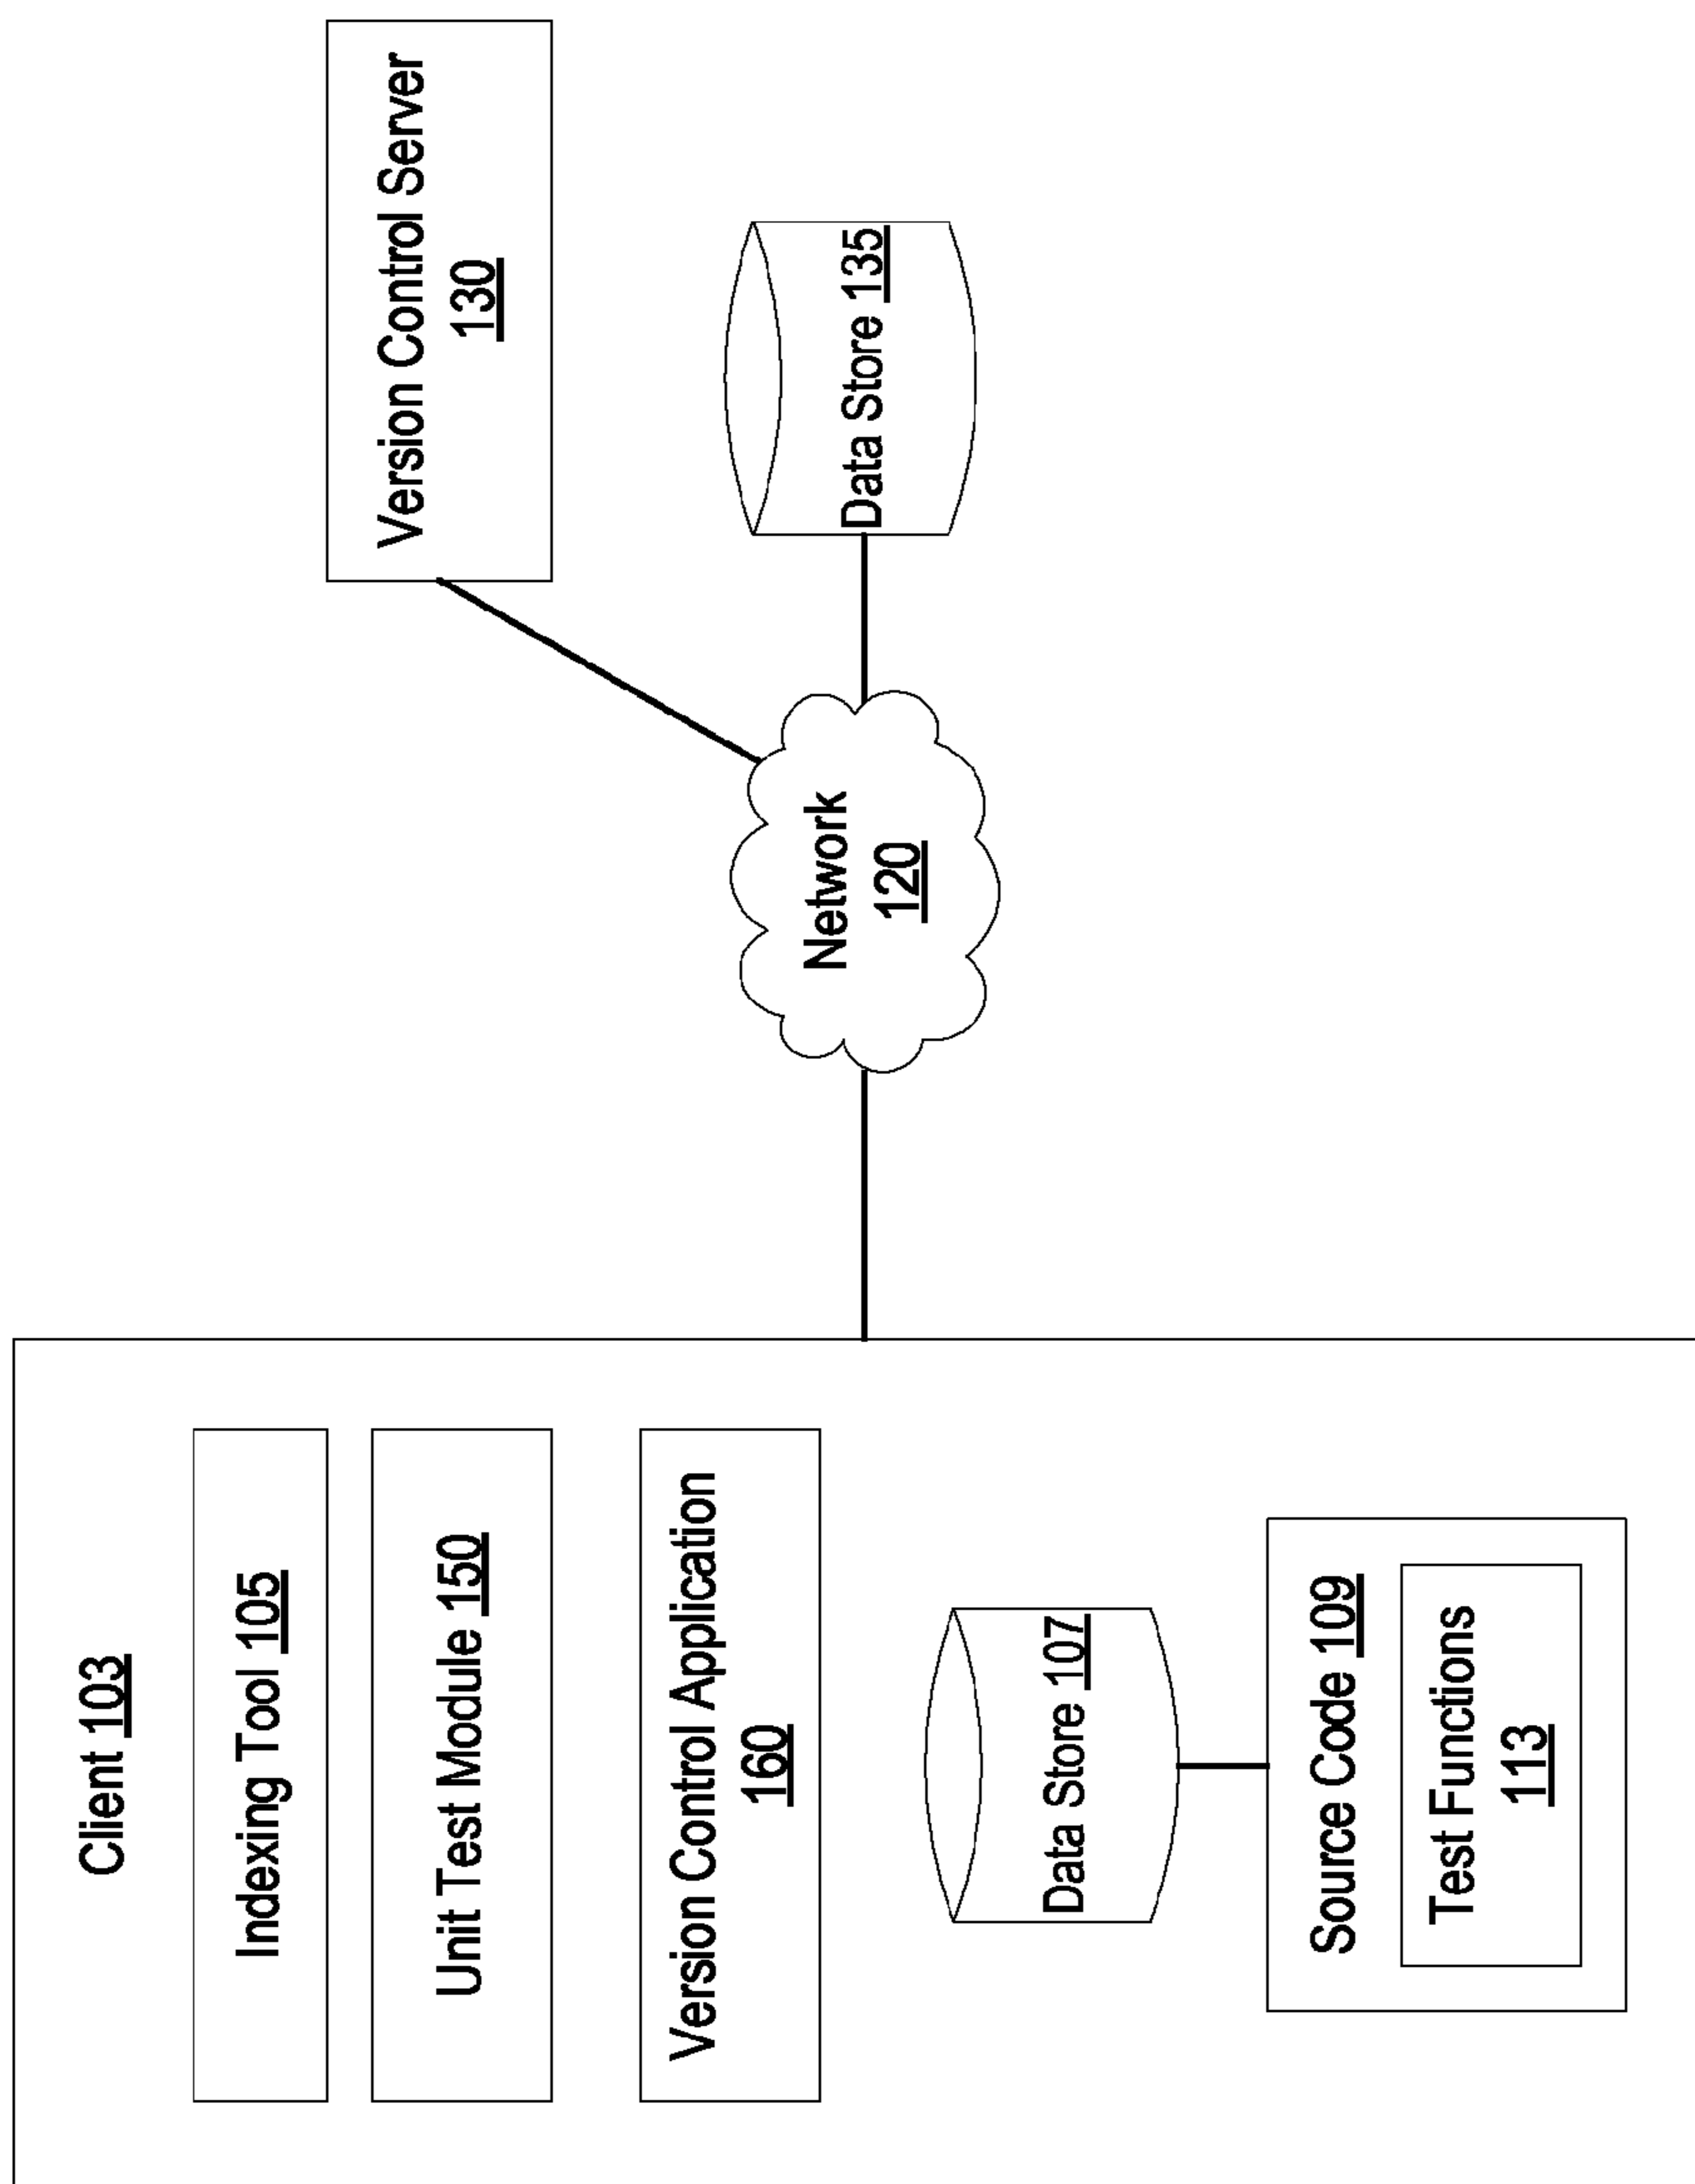 Client 103
Indexing Tool 105
Unit Test Module 150
Version Control Application
160
Data Store 107
Source Code 109
Test Functions
113
Network
120
Version Control Server
130
Data Store 135